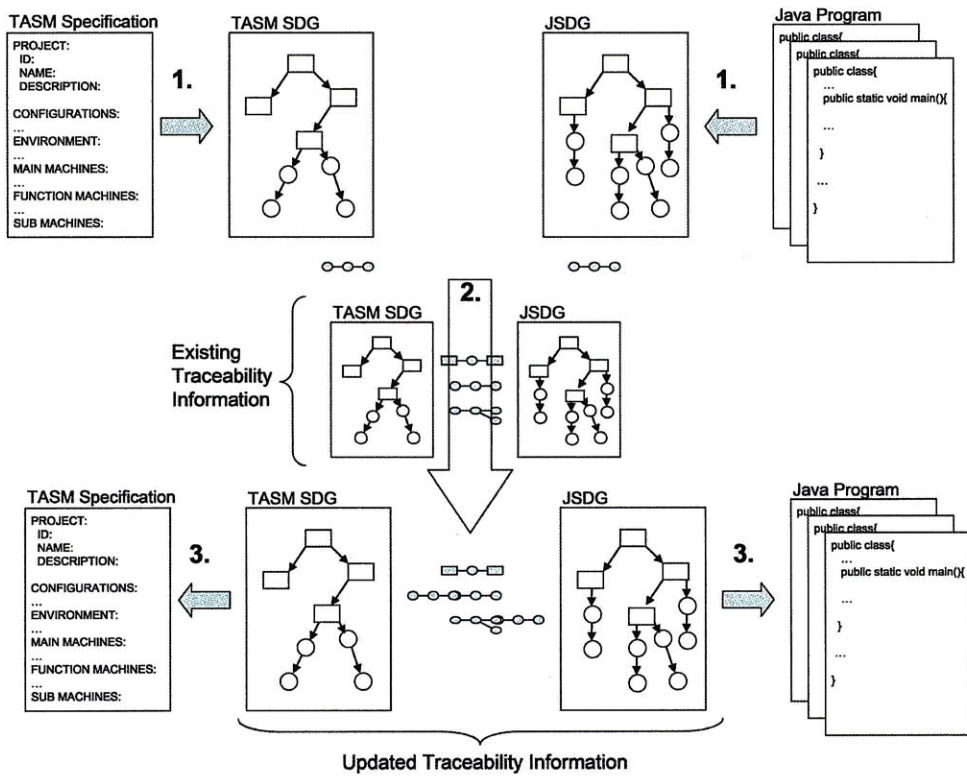 TASM Specification
PROJECT:
ID:
NAME:
DESCRIPTION:
CONFIGURATIONS:
...
ENVIRONMENT:
...
MAIN MACHINES:
...
FUNCTION MACHINES:
...
SUB MACHINES:
1.
TASM SDG
JSDG
1.
Java Program
public class{
public class{
public class{
...
public static void main(){
...
}
...
}
2.
Existing
Traceability
Information
TASM SDG
JSDG
TASM Specification
PROJECT:
ID:
NAME:
DESCRIPTION:
CONFIGURATIONS:
...
ENVIRONMENT:
...
MAIN MACHINES:
...
FUNCTION MACHINES:
...
SUB MACHINES:
3.
TASM SDG
JSDG
3.
Java Program
public class{
public class{
public class{
...
public static void main(){
...
}
...
}
Updated Traceability Information